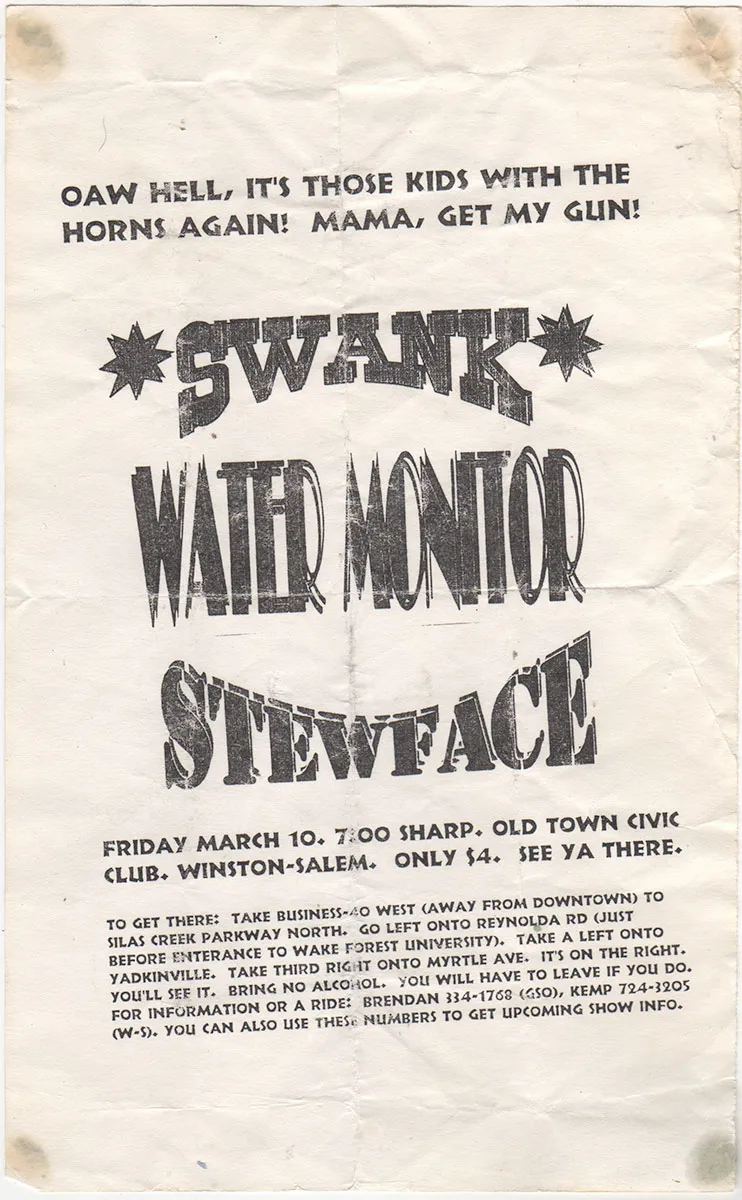 OAW HELL, IT'S THOSE KIDS WITH THE
HORNS AGAIN! MAMA, GET MY GUN!
*SWANK*
WATER MONITOR
STEWFACE
FRIDAY MARCH 10. 7:00 SHARP. OLD TOWN CIVIC
CLUB. WINSTON-SALEM. ONLY $4. SEE YA THERE.
TO GET THERE: TAKE BUSINESS-40 WEST (AWAY FROM DOWNTOWN) TO
SILAS CREEK PARKWAY NORTH. GO LEFT ONTO REYNOLDA RD (JUST
BEFORE ENTERANCE TO WAKE FOREST UNIVERSITY). TAKE A LEFT ONTO
YADKINVILLE. TAKE THIRD RIGHT ONTO MYRTLE AVE. IT'S ON THE RIGHT.
YOU'LL SEE IT. BRING NO ALCOHOL. YOU WILL HAVE TO LEAVE IF YOU DO.
FOR INFORMATION OR A RIDE: BRENDAN 334-1768 (GSO), KEMP 724-3205
(W-S). YOU CAN ALSO USE THESE NUMBERS TO GET UPCOMING SHOW INFO.